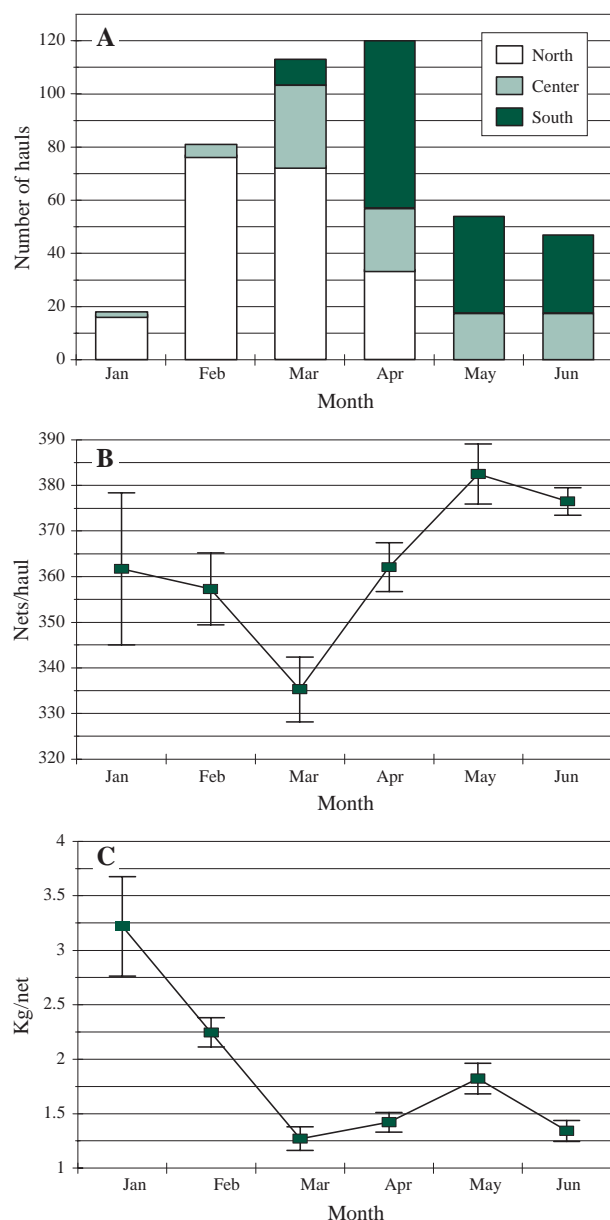 A
120
100
80
60
40
20
0
North
Center
South
Number of hauls
Jan Feb Mar Apr May Jun
Month
B
390
380
370
360
350
340
330
320
Nets/haul
Jan Feb Mar Apr May Jun
Month
C
4
3.5
3
2.5
2
1.5
1
Kg/net
Jan Feb Mar Apr May Jun
Month